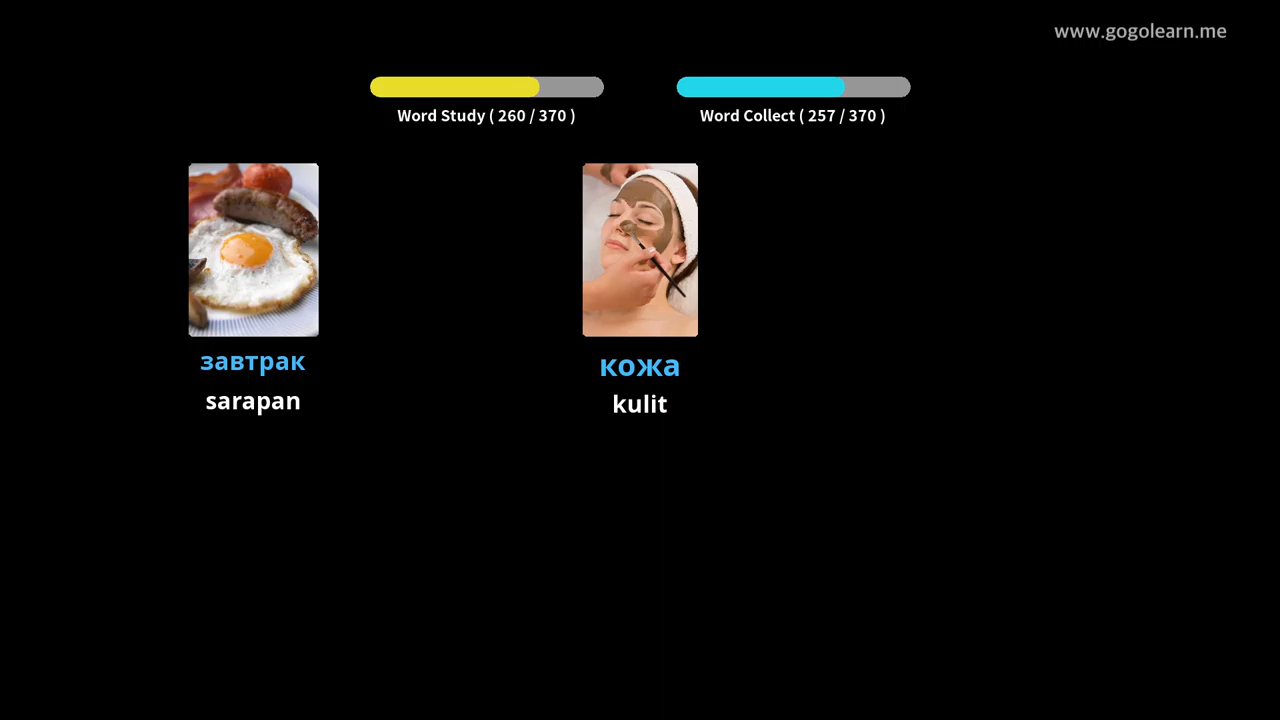 www.gogolearn.me
Word Study ( 260 / 370 )
Word Collect ( 257 / 370 )
завтрак
sarapan
кожа
kulit